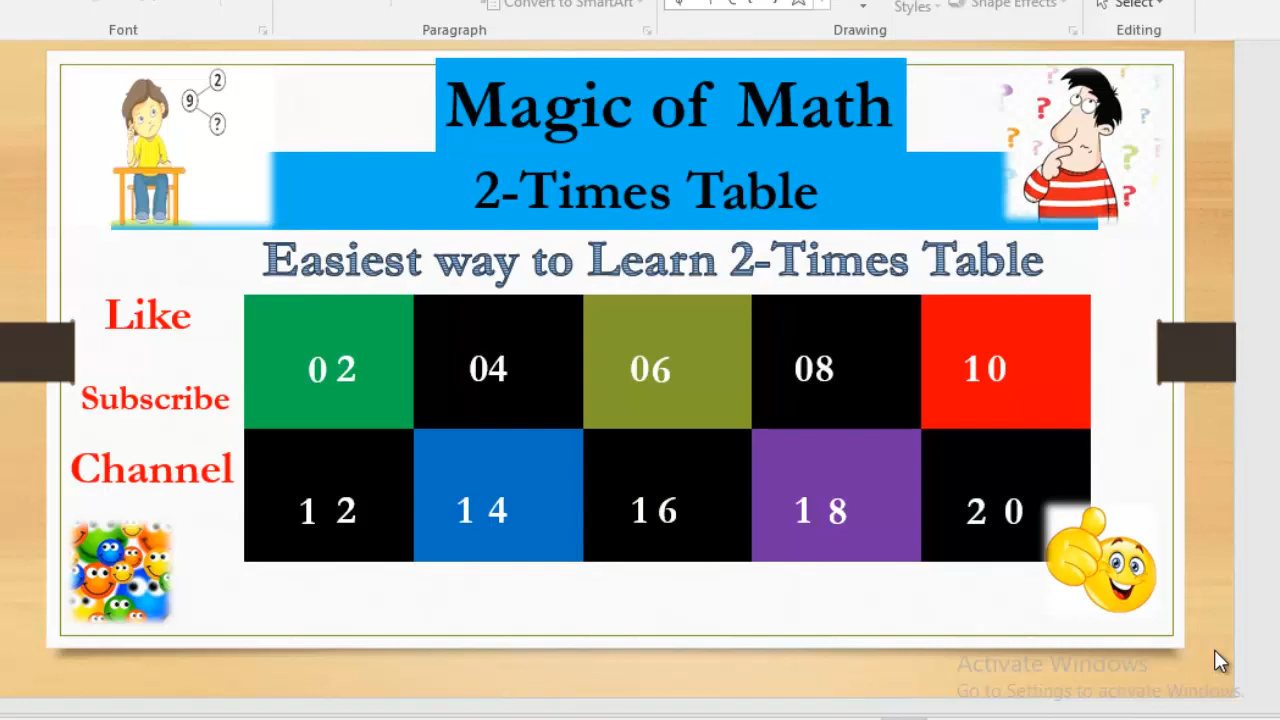 Convert to SmartArt
Styles
Shape Effects
Select
Font
Paragraph
Drawing
Editing
2
9
?
Magic of Math
2-Times Table
Easiest way to Learn 2-Times Table
Like
Subscribe
Channel
02 04 06 08 10
12 14 16 18 20
Activate Windows
Go to Settings to activate Windows.